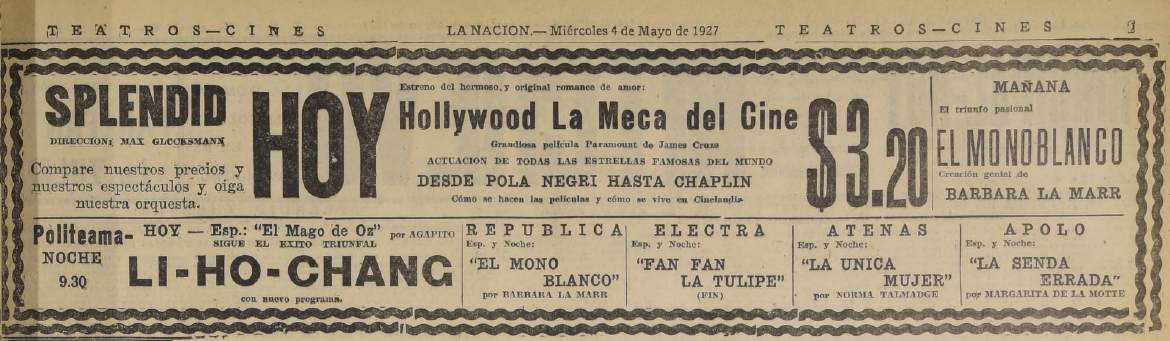 TEATROS—CINES
LA NACION.— Miércoles 4 de Mayo de 1927
TEATROS—CINES
SPLENDID
DIRECCION: MAX GLUCKSMANN
Compare nuestros precios y
nuestros espectáculos y oiga
nuestra orquesta.
HOY
Estreno del hermoso, y original romance de amor:
Hollywood La Meca del Cine
Grandiosa película Paramount de James Cruze
ACTUACION DE TODAS LAS ESTRELLAS FAMOSAS DEL MUNDO
DESDE POLA NEGRI HASTA CHAPLIN
Cómo se hacen las películas y cómo se vive en Cinelandia
$3.20
MAÑANA
El triunfo pasional
EL MONO BLANCO
Creación genial de
BARBARA LA MARR
Politeama-
NOCHE
9.30
HOY — Esp.: "El Mago de Oz" por AGAPITO
SIGUE EL EXITO TRIUNFAL
LI-HO-CHANG
con nuevo programa.
REPUBLICA
Esp. y Noche:
"EL MONO
BLANCO"
por BARBARA LA MARR
ELECTRA
Esp. y Noche:
"FAN FAN
LA TULIPE"
(FIN)
ATENAS
Esp. y Noche:
"LA UNICA
MUJER"
por NORMA TALMADGE
APOLO
Esp. y Noche:
"LA SENDA
ERRADA"
por MARGARITA DE LA MOTTE